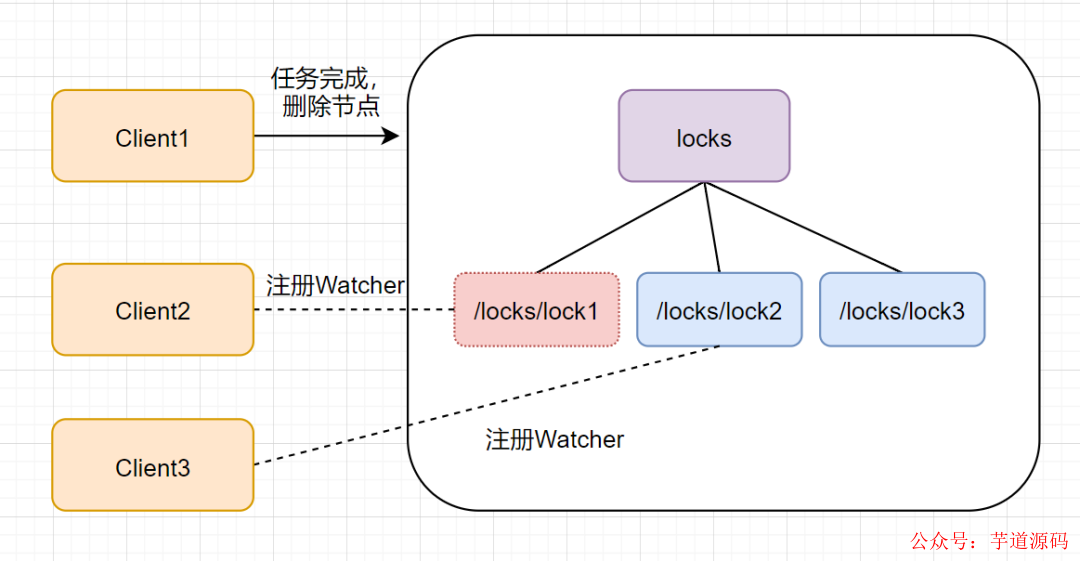 任务完成,
删除节点
Client1
locks
注册Watcher
Client2
/locks/lock1
/locks/lock2
/locks/lock3
注册Watcher
Client3
公众号：芋道源码